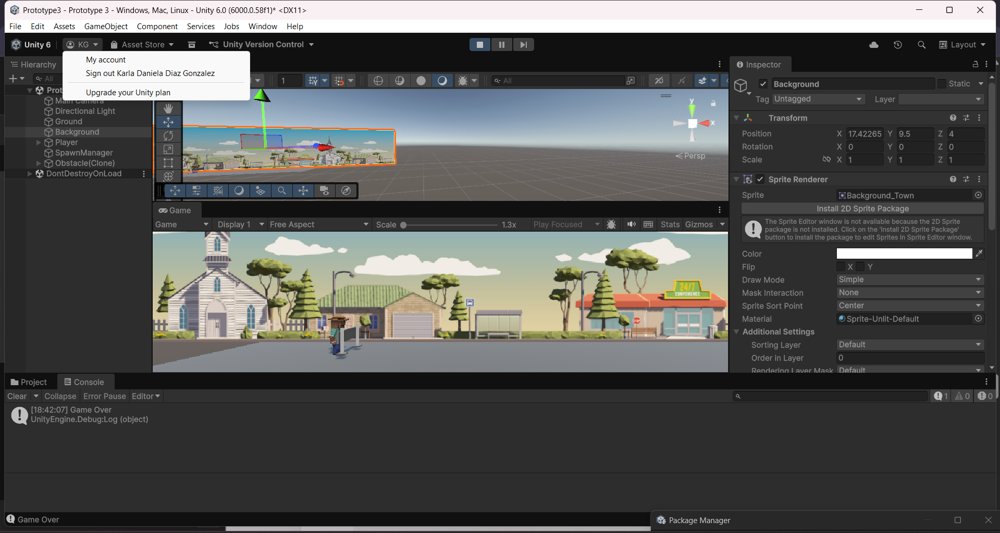 Prototype3 - Prototype 3 - Windows, Mac, Linux - Unity 6.0 (6000.0.58f1)* <DX11>
File Edit Assets GameObject Component Services Jobs Window Help
Unity 6 KG Asset Store Unity Version Control Layout
My account
Sign out Karla Daniela Diaz Gonzalez
Upgrade your Unity plan
Hierarchy
All
Prot
Main Camera
Directional Light
Ground
Background
Player
SpawnManager
Obstacle(Clone)
DontDestroyOnLoad
1 All 2D
y
x
Persp
Game
Game Display 1 Free Aspect Scale 1.3x Play Focused Stats Gizmos
24/7
CONVENIENCE
STOP
Inspector
Background Static
Tag Untagged Layer
Transform
Position X 17.42265 Y 9.5 Z 4
Rotation X 0 Y 0 Z 0
Scale X 1 Y 1 Z 1
Sprite Renderer
Sprite Background_Town
Install 2D Sprite Package
The Sprite Editor window is not available because the 2D Sprite
package is not installed. Click on the 'Install 2D Sprite Package'
button to install the package to edit Sprites in Sprite Editor window.
Color
Flip X Y
Draw Mode Simple
Mask Interaction None
Sprite Sort Point Center
Material Sprite-Unlit-Default
Additional Settings
Sorting Layer Default
Order in Layer 0
Rendering Layer Mask Default
Project Console
Clear Collapse Error Pause Editor 1 0 0
[18:42:07] Game Over
UnityEngine.Debug:Log (object)
Game Over
Package Manager